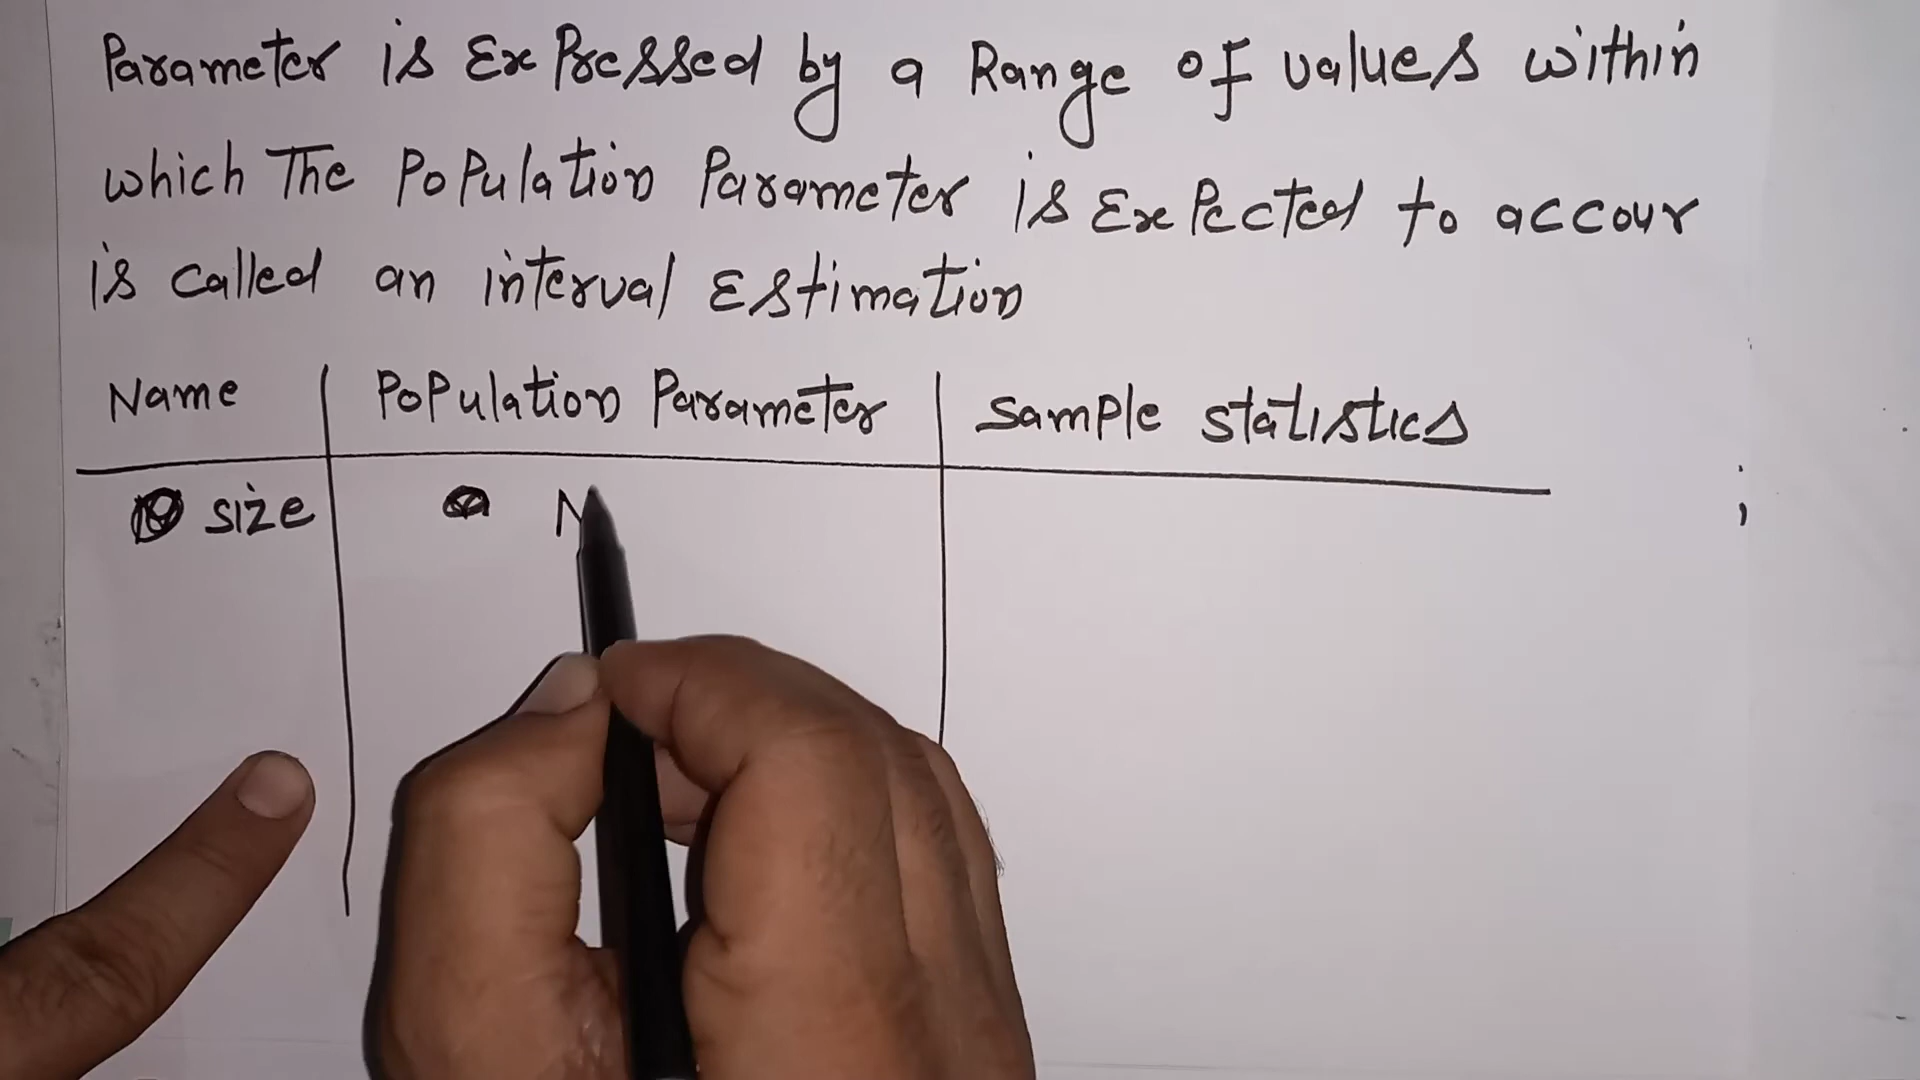 Parameter is Expressed by a Range of values within
which The Population Parameter is Expected to accour
is called an interval Estimation
Name Population Parameter Sample statistics
size N